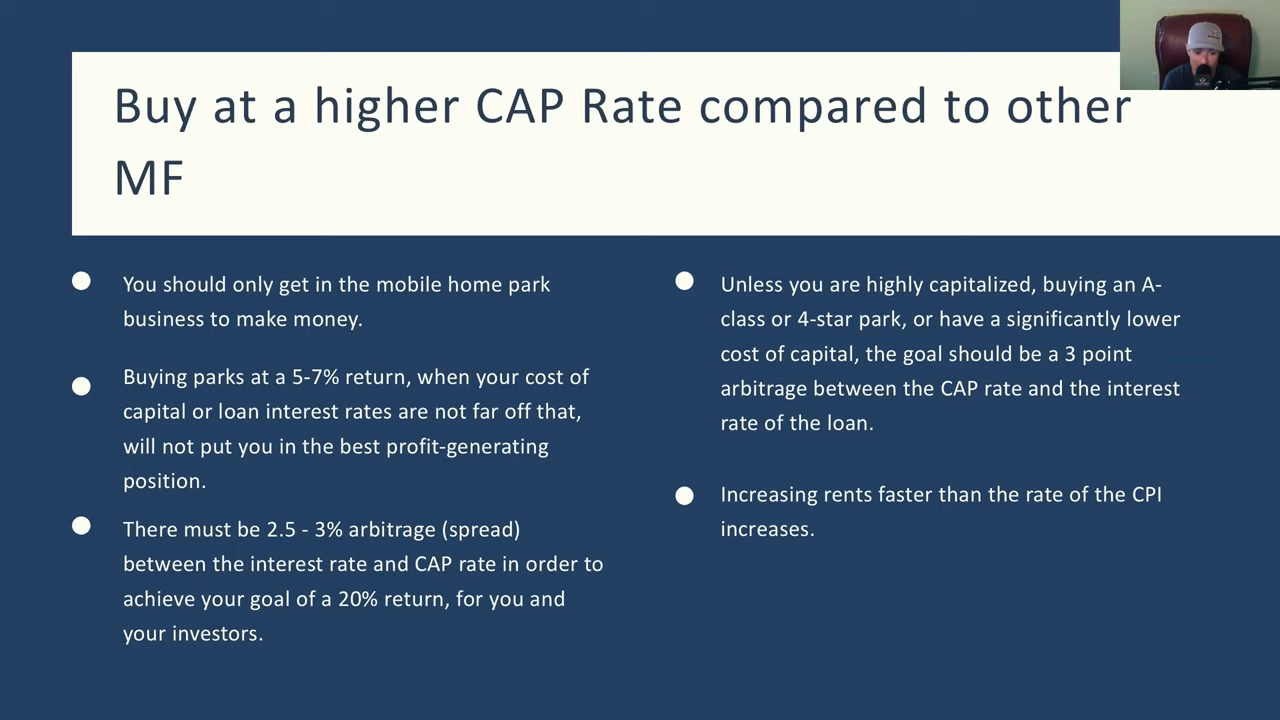 Buy at a higher CAP Rate compared to other
MF
You should only get in the mobile home park
business to make money.
Buying parks at a 5-7% return, when your cost of
capital or loan interest rates are not far off that,
will not put you in the best profit-generating
position.
There must be 2.5 - 3% arbitrage (spread)
between the interest rate and CAP rate in order to
achieve your goal of a 20% return, for you and
your investors.
Unless you are highly capitalized, buying an A-
class or 4-star park, or have a significantly lower
cost of capital, the goal should be a 3 point
arbitrage between the CAP rate and the interest
rate of the loan.
Increasing rents faster than the rate of the CPI
increases.